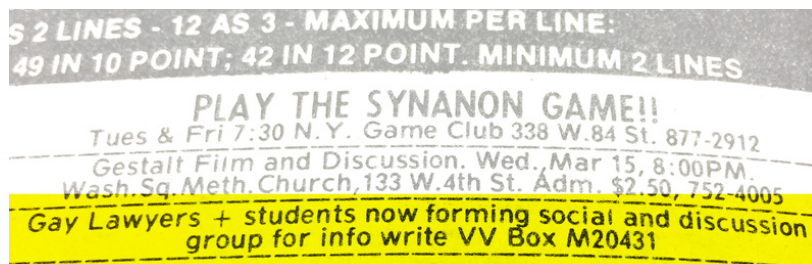 S 2 LINES - 12 AS 3 - MAXIMUM PER LINE:
49 IN 10 POINT; 42 IN 12 POINT. MINIMUM 2 LINES
PLAY THE SYNANON GAME!!
Tues & Fri 7:30 N.Y. Game Club 338 W.84 St. 877-2912
Gestalt Film and Discussion. Wed., Mar 15, 8:00PM.
Wash.Sq.Meth.Church,133 W.4th St. Adm. $2.50, 752-4005
Gay Lawyers + students now forming social and discussion
group for info write VV Box M20431